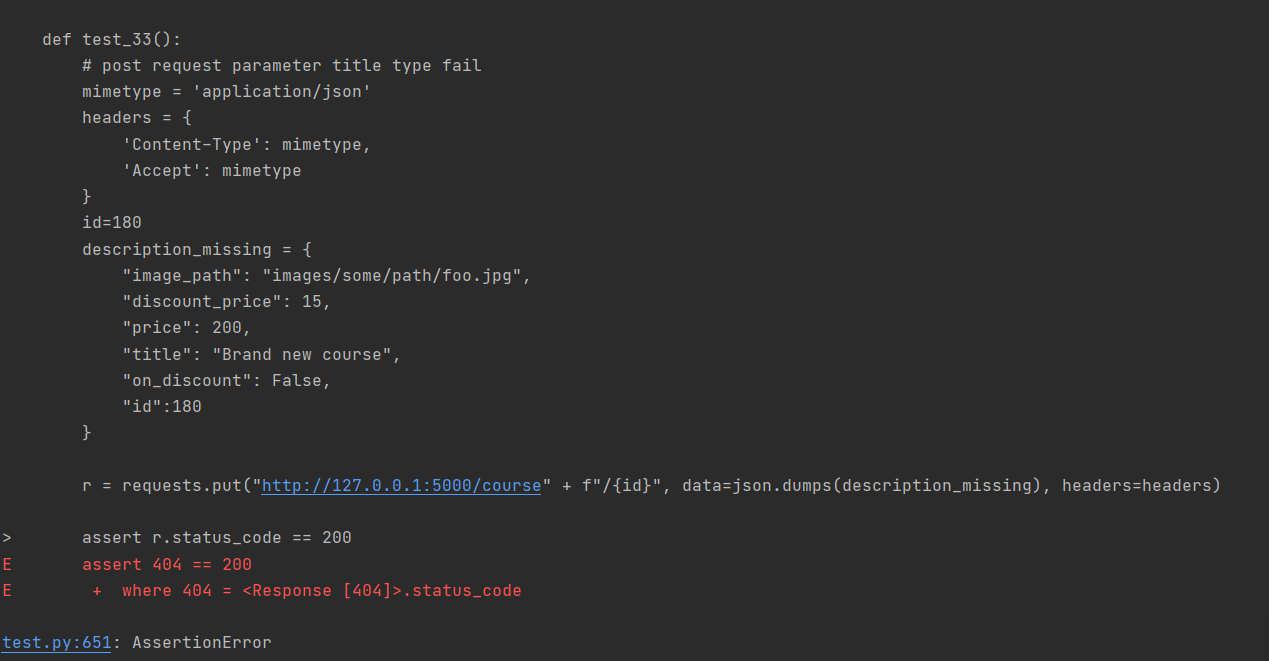 def test_33():
# post request parameter title type fail
mimetype = 'application/json'
headers = {
'Content-Type': mimetype,
'Accept': mimetype
}
id=180
description_missing = {
"image_path": "images/some/path/foo.jpg",
"discount_price": 15,
"price": 200,
"title": "Brand new course",
"on_discount": False,
"id":180
}
r = requests.put("http://127.0.0.1:5000/course" + f"/{id}", data=json.dumps(description_missing), headers=headers)
> assert r.status_code == 200
E assert 404 == 200
E + where 404 = <Response [404]>.status_code
test.py:651: AssertionError